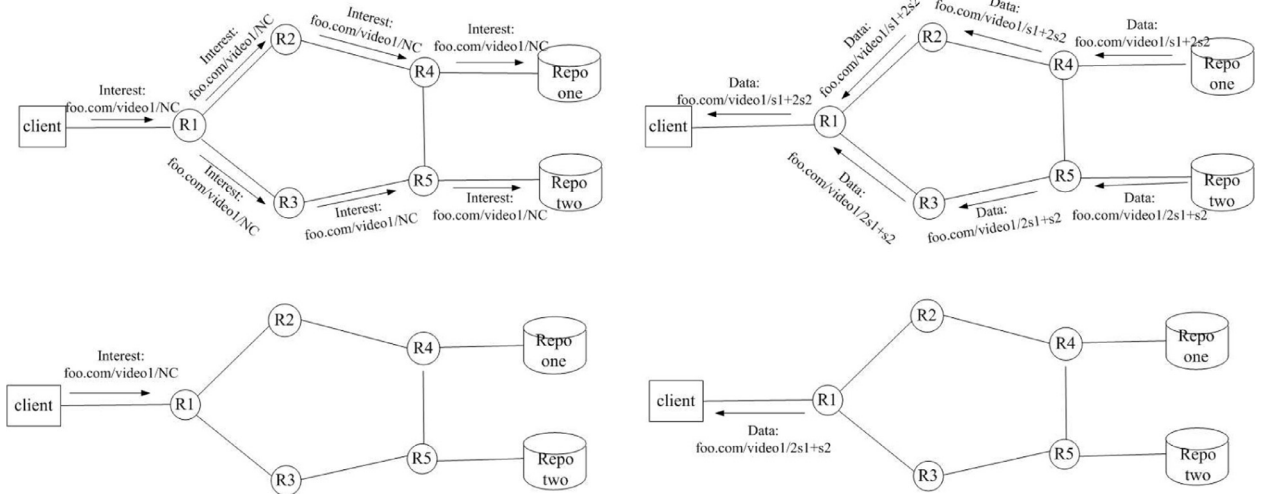 Interest:
foo.com/video1/NC
client
R1
Interest:
foo.com/video1/NC
R2
Interest:
foo.com/video1/NC
R4
Interest:
foo.com/video1/NC
Repo
one
Interest:
foo.com/video1/NC
R3
Interest:
foo.com/video1/NC
R5
Interest:
foo.com/video1/NC
Repo
two
Data:
foo.com/video1/s1+2s2
client
R1
Data:
foo.com/video1/s1+2s2
R2
Data:
foo.com/video1/s1+2s2
R4
Data:
foo.com/video1/s1+2s2
Repo
one
Data:
foo.com/video1/2s1+s2
R3
Data:
foo.com/video1/2s1+s2
R5
Data:
foo.com/video1/2s1+s2
Repo
two
Interest:
foo.com/video1/NC
client
R1
R2
R4
Repo
one
R3
R5
Repo
two
client
Data:
foo.com/video1/2s1+s2
R1
R2
R4
Repo
one
R3
R5
Repo
two